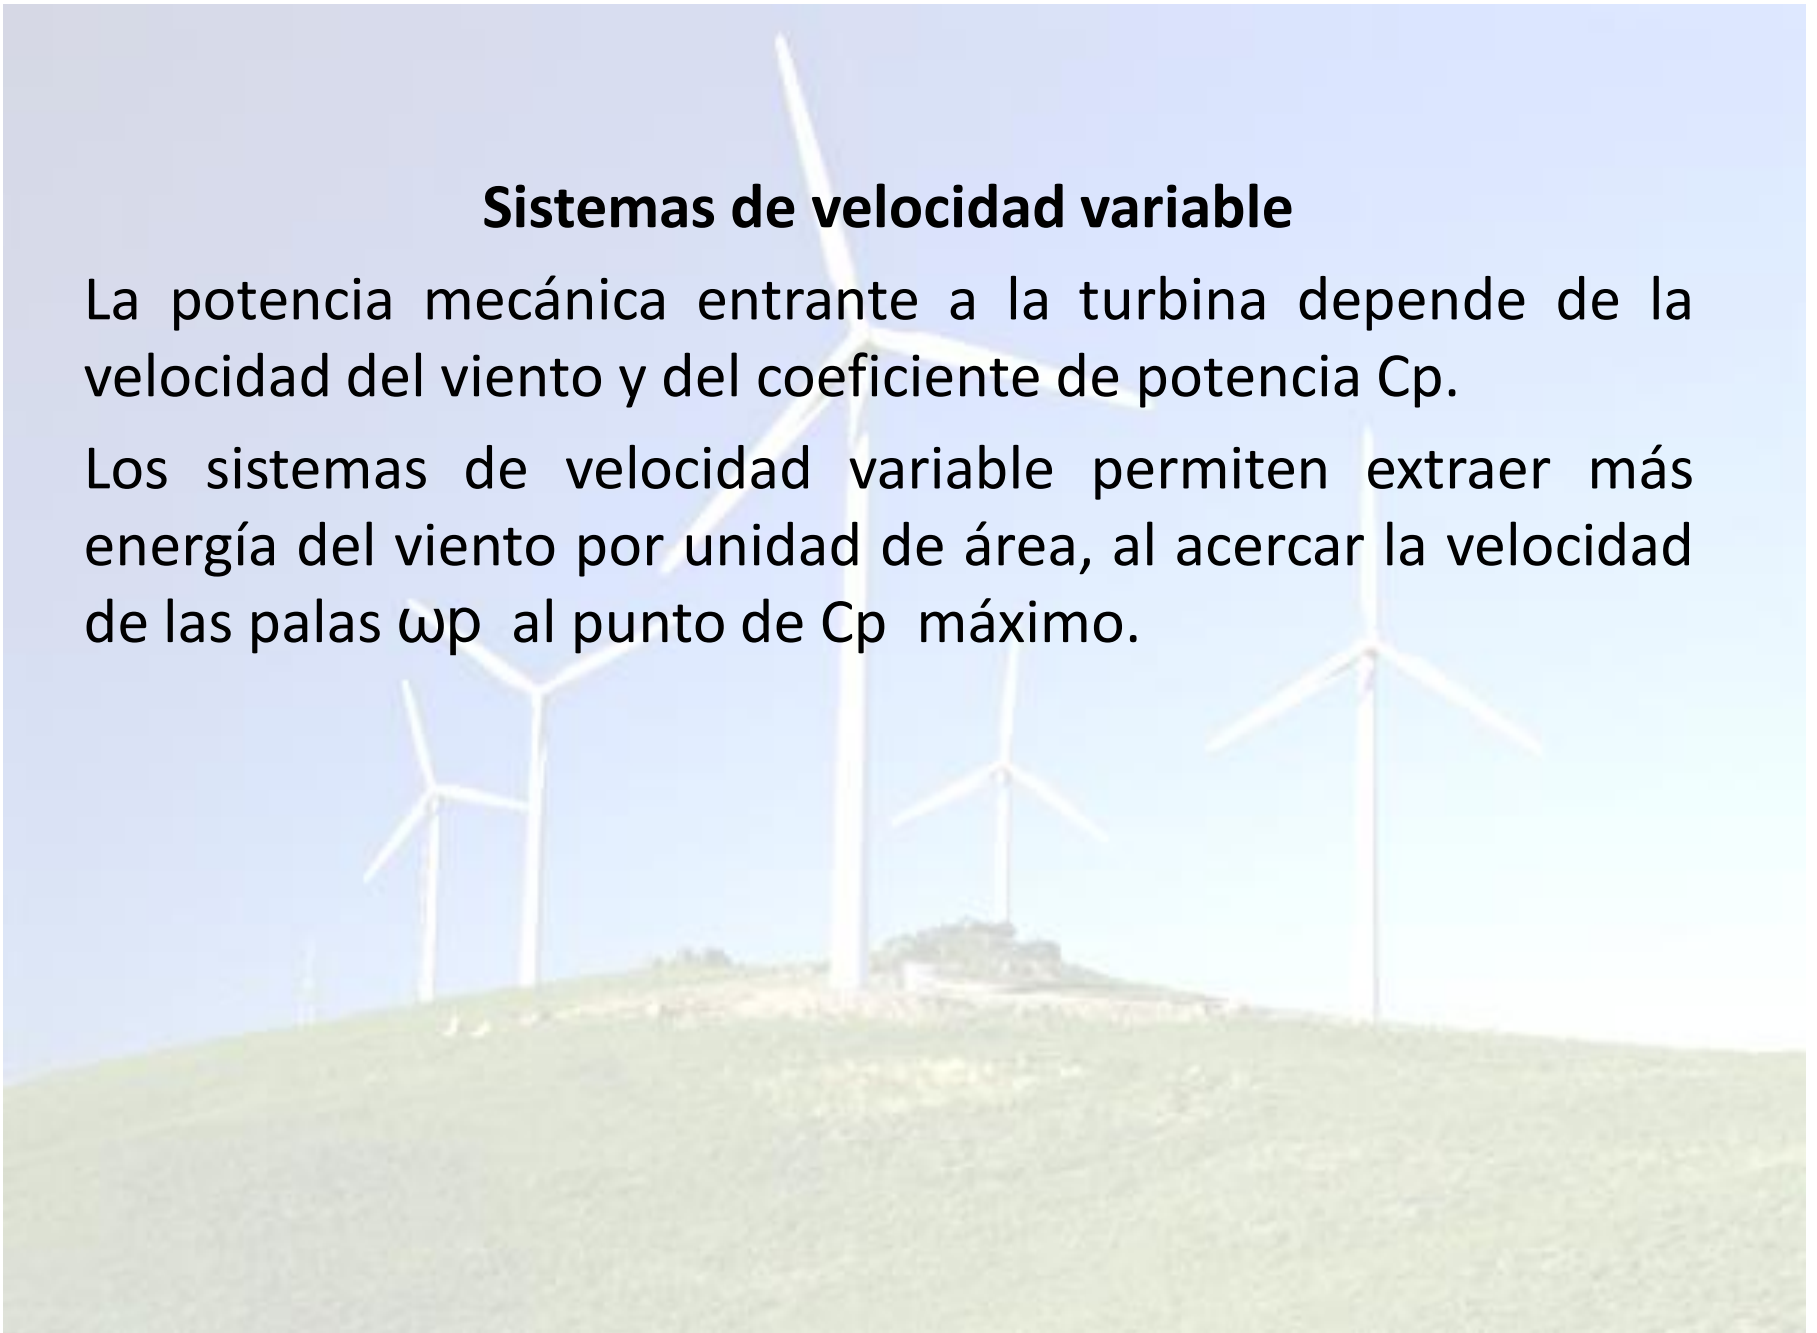 Sistemas de velocidad variable
La potencia mecánica entrante a la turbina depende de la
velocidad del viento y del coeficiente de potencia Cp.
Los sistemas de velocidad variable permiten extraer más
energía del viento por unidad de área, al acercar la velocidad
de las palas ωp al punto de Cp máximo.